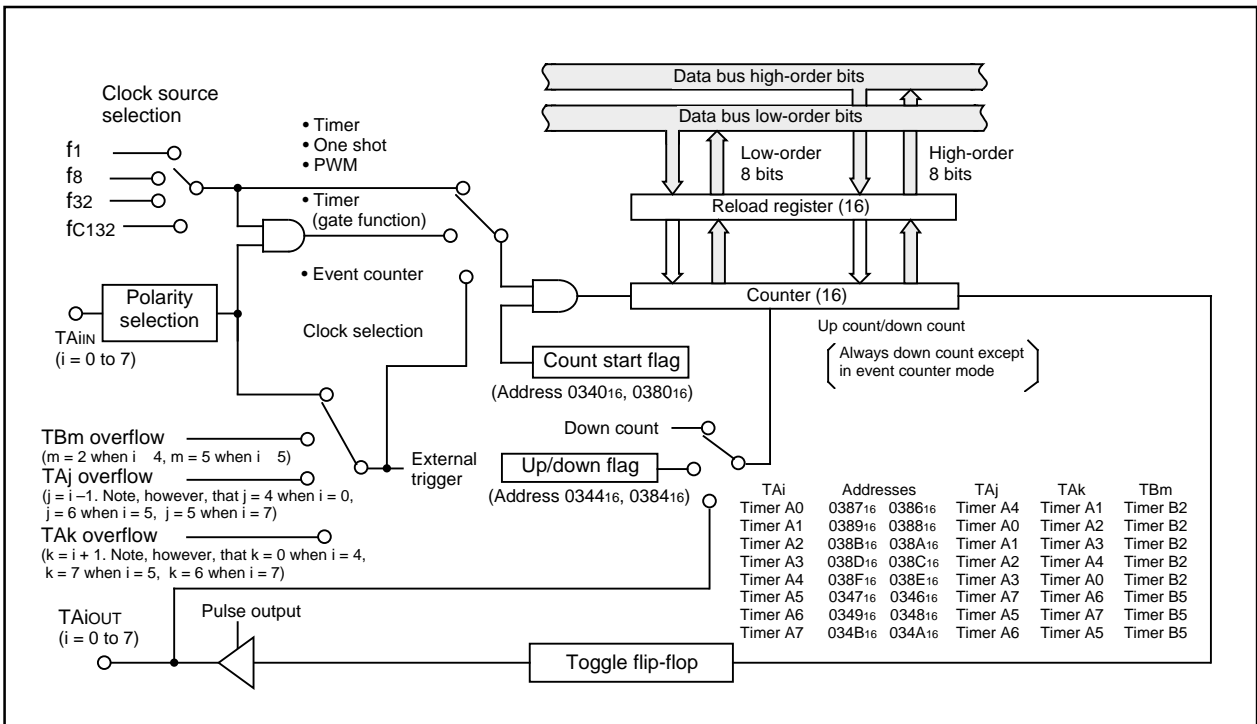 Clock source
selection
f1
f8
f32
fC132
• Timer
• One shot
• PWM
• Timer
(gate function)
• Event counter
Clock selection
Polarity
selection
TAiIN
(i = 0 to 7)
Data bus high-order bits
Data bus low-order bits
Low-order
8 bits
High-order
8 bits
Reload register (16)
Counter (16)
Up count/down count
Always down count except
in event counter mode
Count start flag
(Address 034016, 038016)
TBm overflow
(m = 2 when i 4, m = 5 when i 5)
TAj overflow
(j = i –1. Note, however, that j = 4 when i = 0,
j = 6 when i = 5, j = 5 when i = 7)
TAk overflow
(k = i + 1. Note, however, that k = 0 when i = 4,
k = 7 when i = 5, k = 6 when i = 7)
External
trigger
Down count
Up/down flag
(Address 034416, 038416)
TAi Addresses TAj TAk TBm
Timer A0 038716 038616 Timer A4 Timer A1 Timer B2
Timer A1 038916 038816 Timer A0 Timer A2 Timer B2
Timer A2 038B16 038A16 Timer A1 Timer A3 Timer B2
Timer A3 038D16 038C16 Timer A2 Timer A4 Timer B2
Timer A4 038F16 038E16 Timer A3 Timer A0 Timer B2
Timer A5 034716 034616 Timer A7 Timer A6 Timer B5
Timer A6 034916 034816 Timer A5 Timer A7 Timer B5
Timer A7 034B16 034A16 Timer A6 Timer A5 Timer B5
TAiOUT
(i = 0 to 7)
Pulse output
Toggle flip-flop